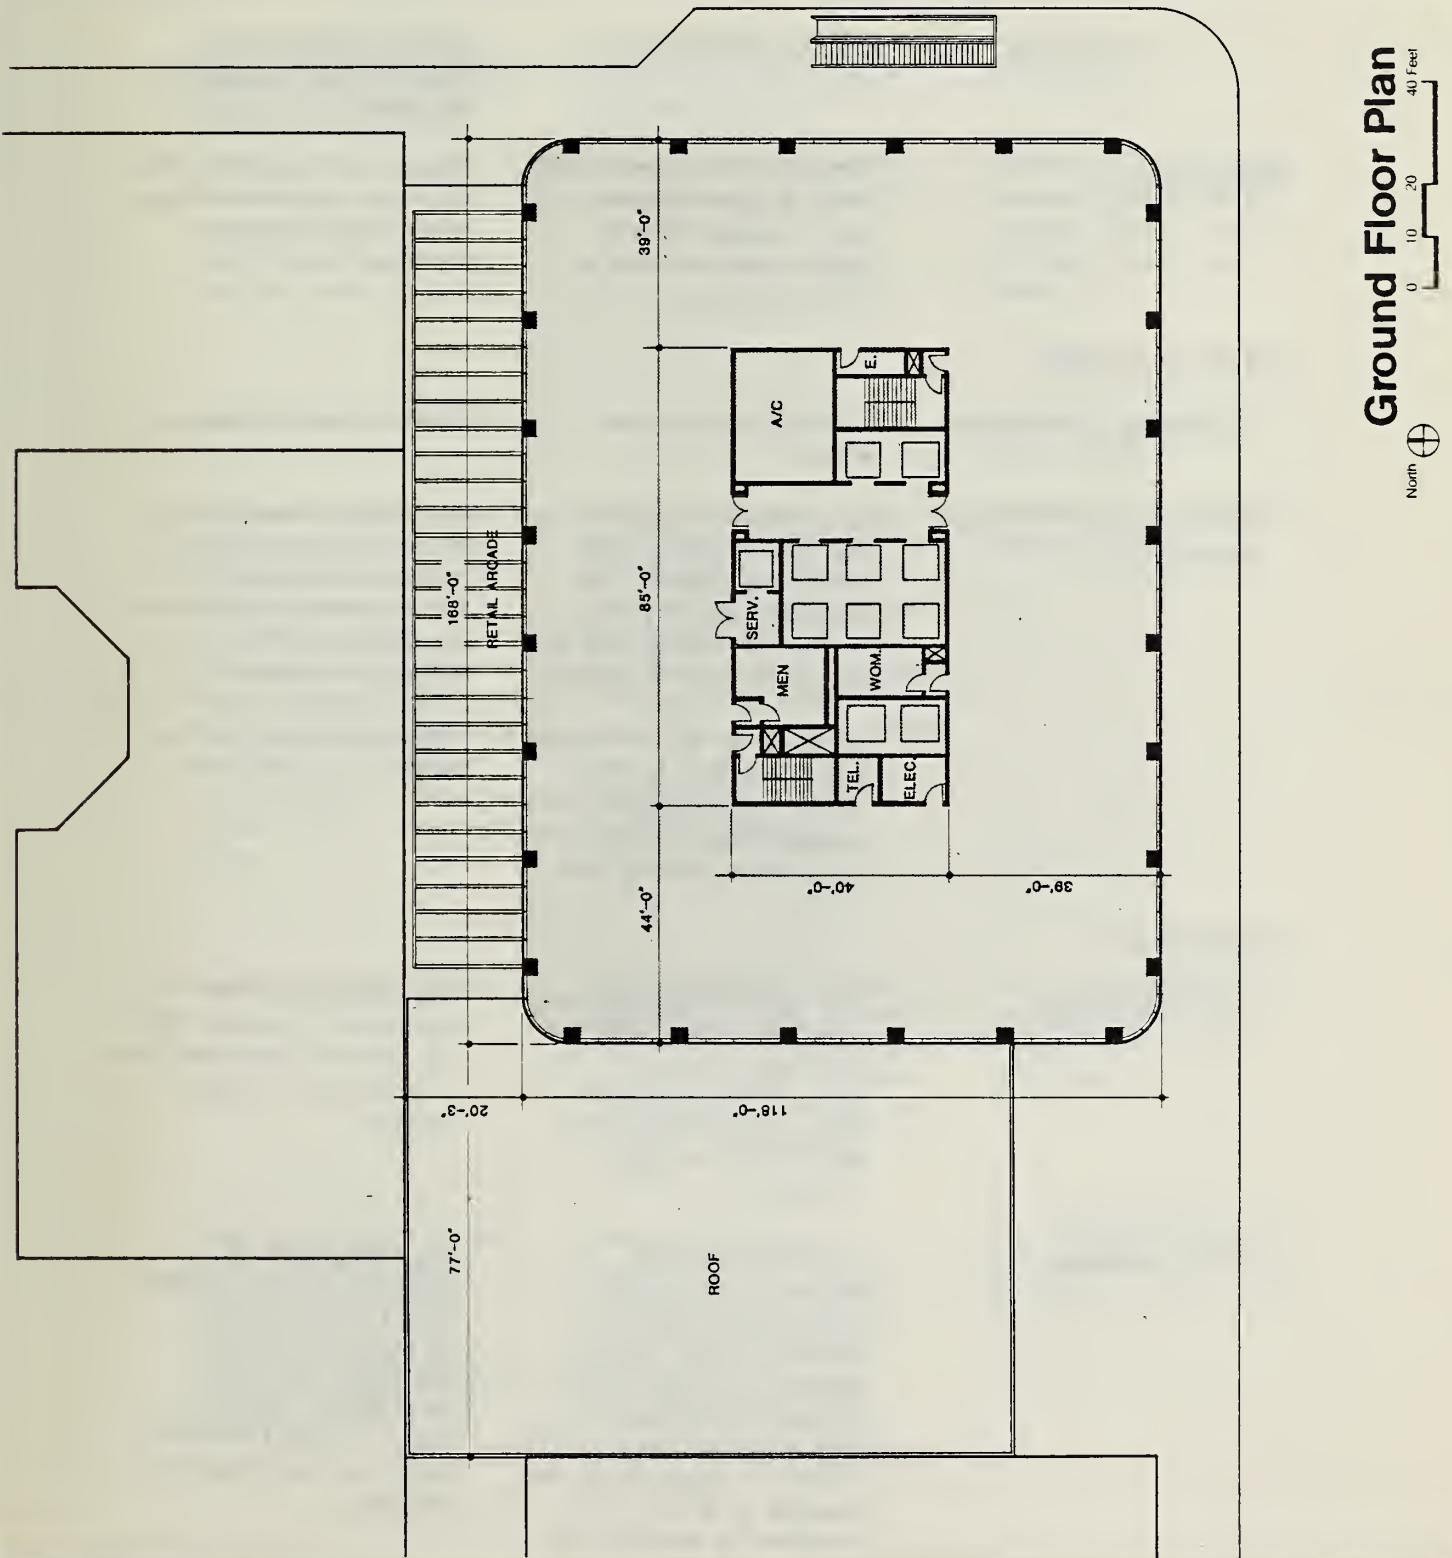 Ground Floor Plan
0 10 20 40 Feet
North
RETAIL ARCADE
168'-0"
39'-0"
85'-0"
44'-0"
A/C
E.
SERV.
MEN
WOM.
TEL.
ELEC.
40'-0"
39'-0"
20'-3"
118'-0"
77'-0"
ROOF